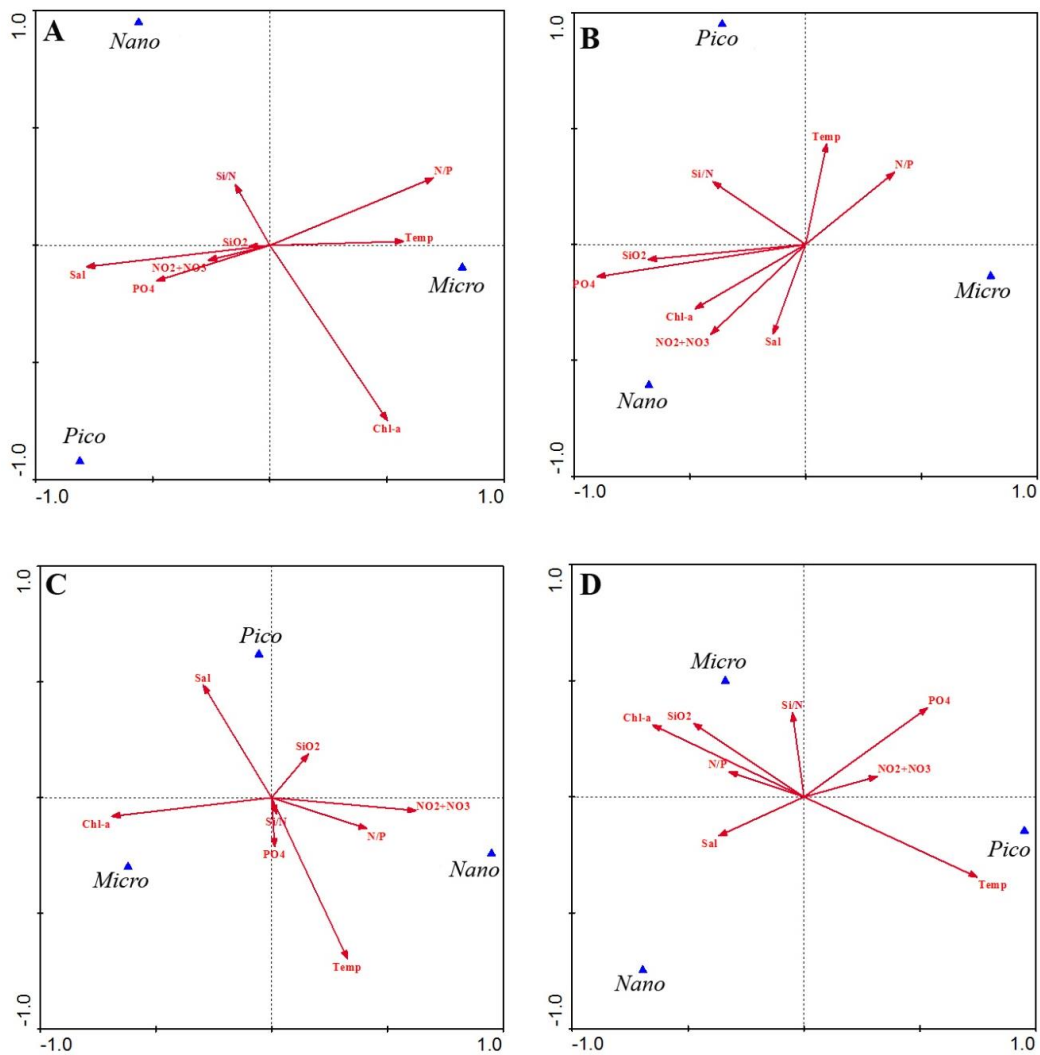 A
Nano
1.0
Si/N
N/P
SiO2
Temp
Sal
NO2+NO3
PO4
Micro
Chl-a
Pico
-1.0
-1.0
1.0
B
Pico
1.0
Temp
Si/N
N/P
SiO2
PO4
Chl-a
Micro
NO2+NO3
Sal
Nano
-1.0
-1.0
1.0
C
1.0
Pico
Sal
SiO2
NO2+NO3
Chl-a
Si/N
N/P
PO4
Micro
Nano
Temp
-1.0
-1.0
1.0
D
1.0
Micro
Si/N
PO4
Chl-a
SiO2
N/P
NO2+NO3
Sal
Pico
Temp
Nano
-1.0
-1.0
1.0